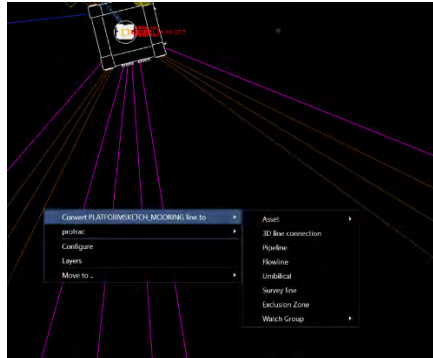 Convert PLATFORMSKETCH_MOORING line to
protrac
Configure
Layers
Move to ..
Asset
3D line connection
Pipeline
Flowline
Umbilical
Survey line
Exclusion Zone
Watch Group